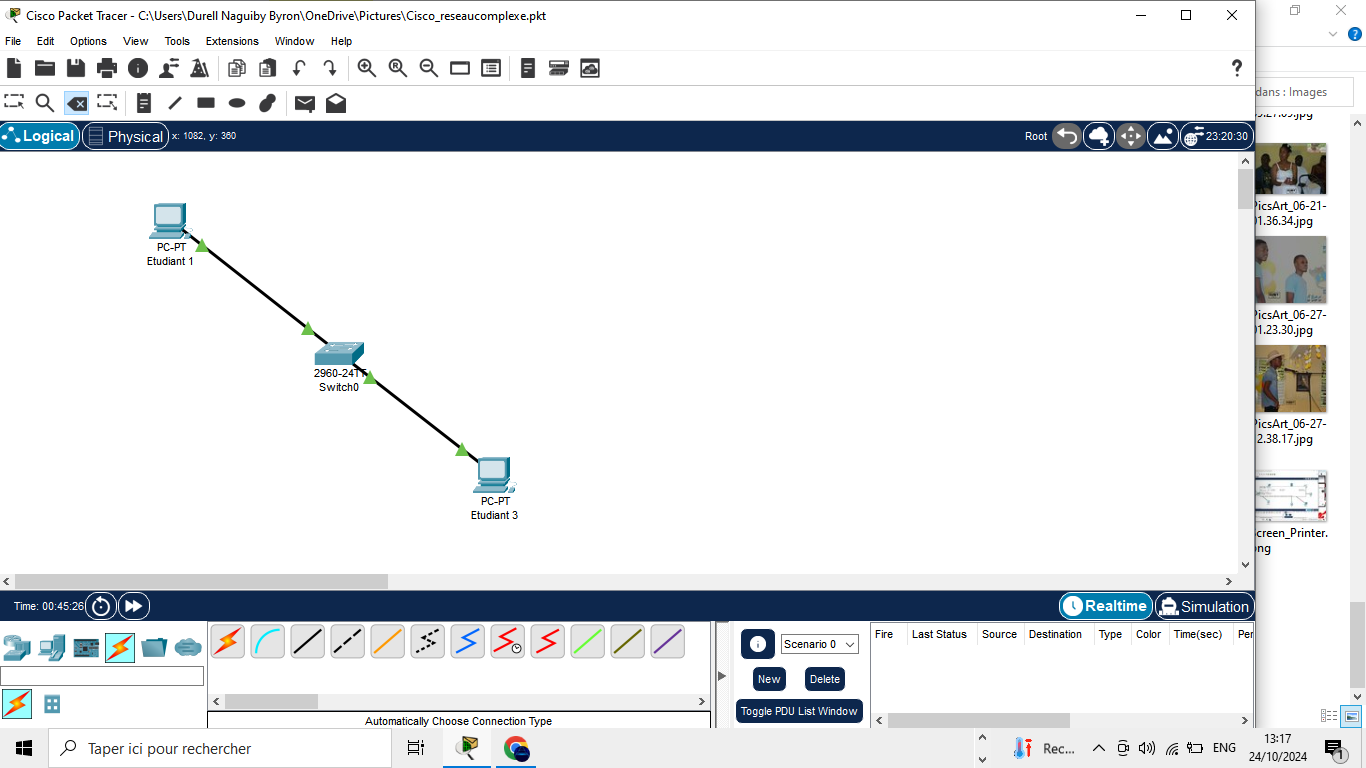 Cisco Packet Tracer - C:\Users\Durell Naguiby Byron\OneDrive\Pictures\Cisco_reseaucomplexe.pkt
File Edit Options View Tools Extensions Window Help
dans : Images
Logical
Physical
x: 1082, y: 360
Root
23:20:30
PicsArt_06-21-
01.36.34.jpg
PC-PT
Etudiant 1
PicsArt_06-27-
01.23.30.jpg
2960-24TT
Switch0
PicsArt_06-27-
2.38.17.jpg
PC-PT
Etudiant 3
Screen_Printer.
png
Time: 00:45:26
Realtime
Simulation
Scenario 0
New
Delete
Toggle PDU List Window
Fire Last Status Source Destination Type Color Time(sec) Per
Automatically Choose Connection Type
Taper ici pour rechercher
Rec...
ENG
13:17
24/10/2024
1